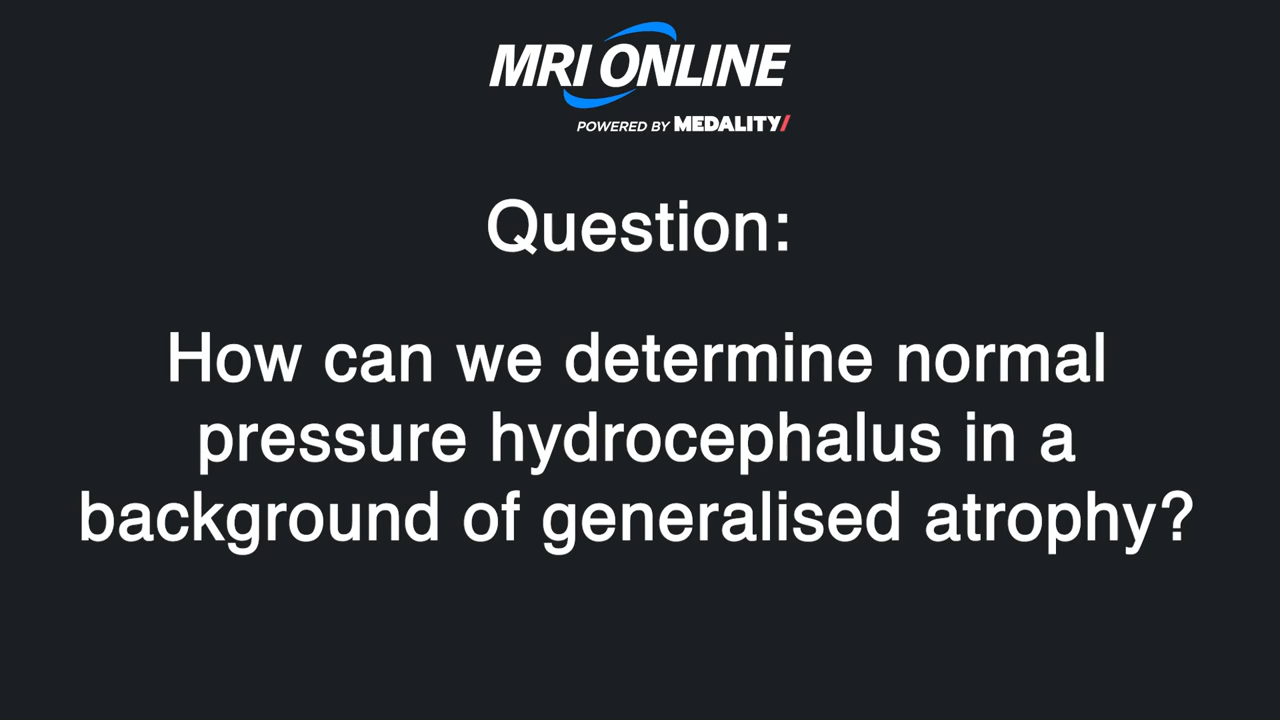 MRI ONLINE
POWERED BY MEDALITY/
Question:
How can we determine normal
pressure hydrocephalus in a
background of generalised atrophy?